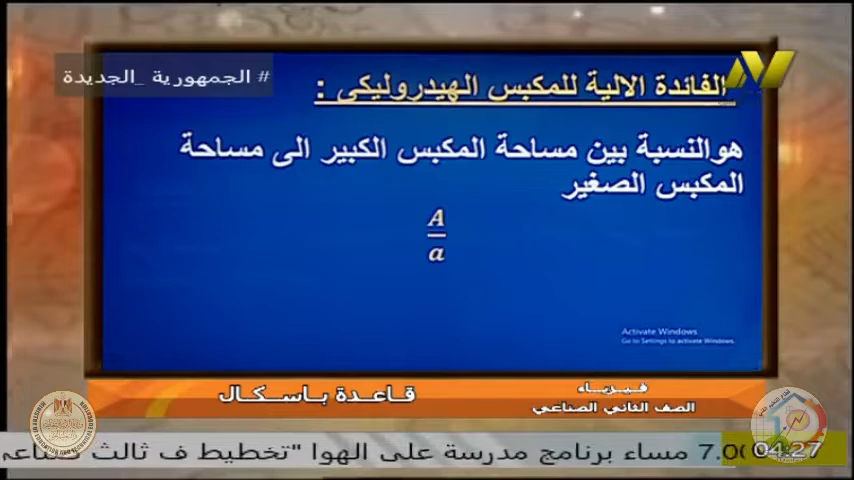 # الجمهورية _الجديدة
الفائدة الالية للمكبس الهيدروليكى :
هوالنسبة بين مساحة المكبس الكبير الى مساحة
المكبس الصغير
A
a
Activate Windows
Go to Settings to activate Windows.
فيزياء
الصف الثاني الصناعي
قاعدة باسكال
7.00 مساء برنامج مدرسة على الهوا "تخطيط ف ثالث
04:27